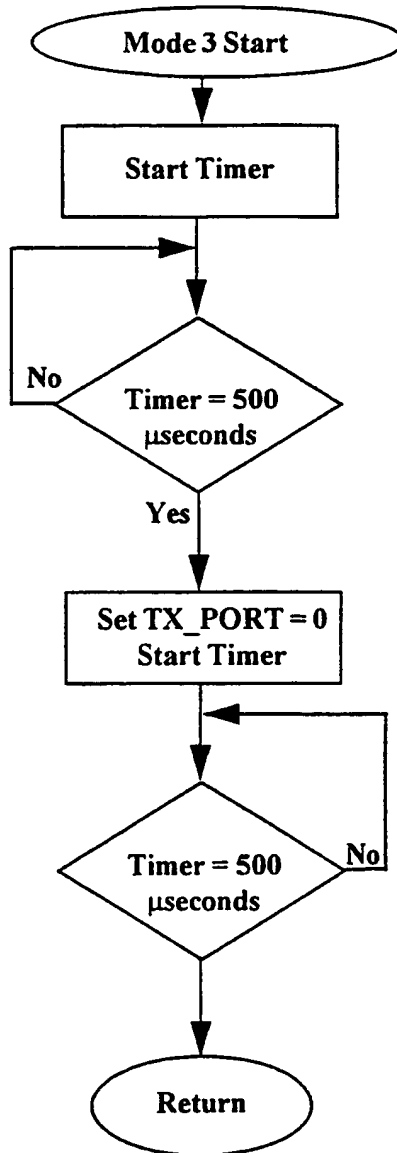 Mode 3 Start
Start Timer
No
Timer = 500
μseconds
Yes
Set TX_PORT = 0
Start Timer
Timer = 500
μseconds
No
Return